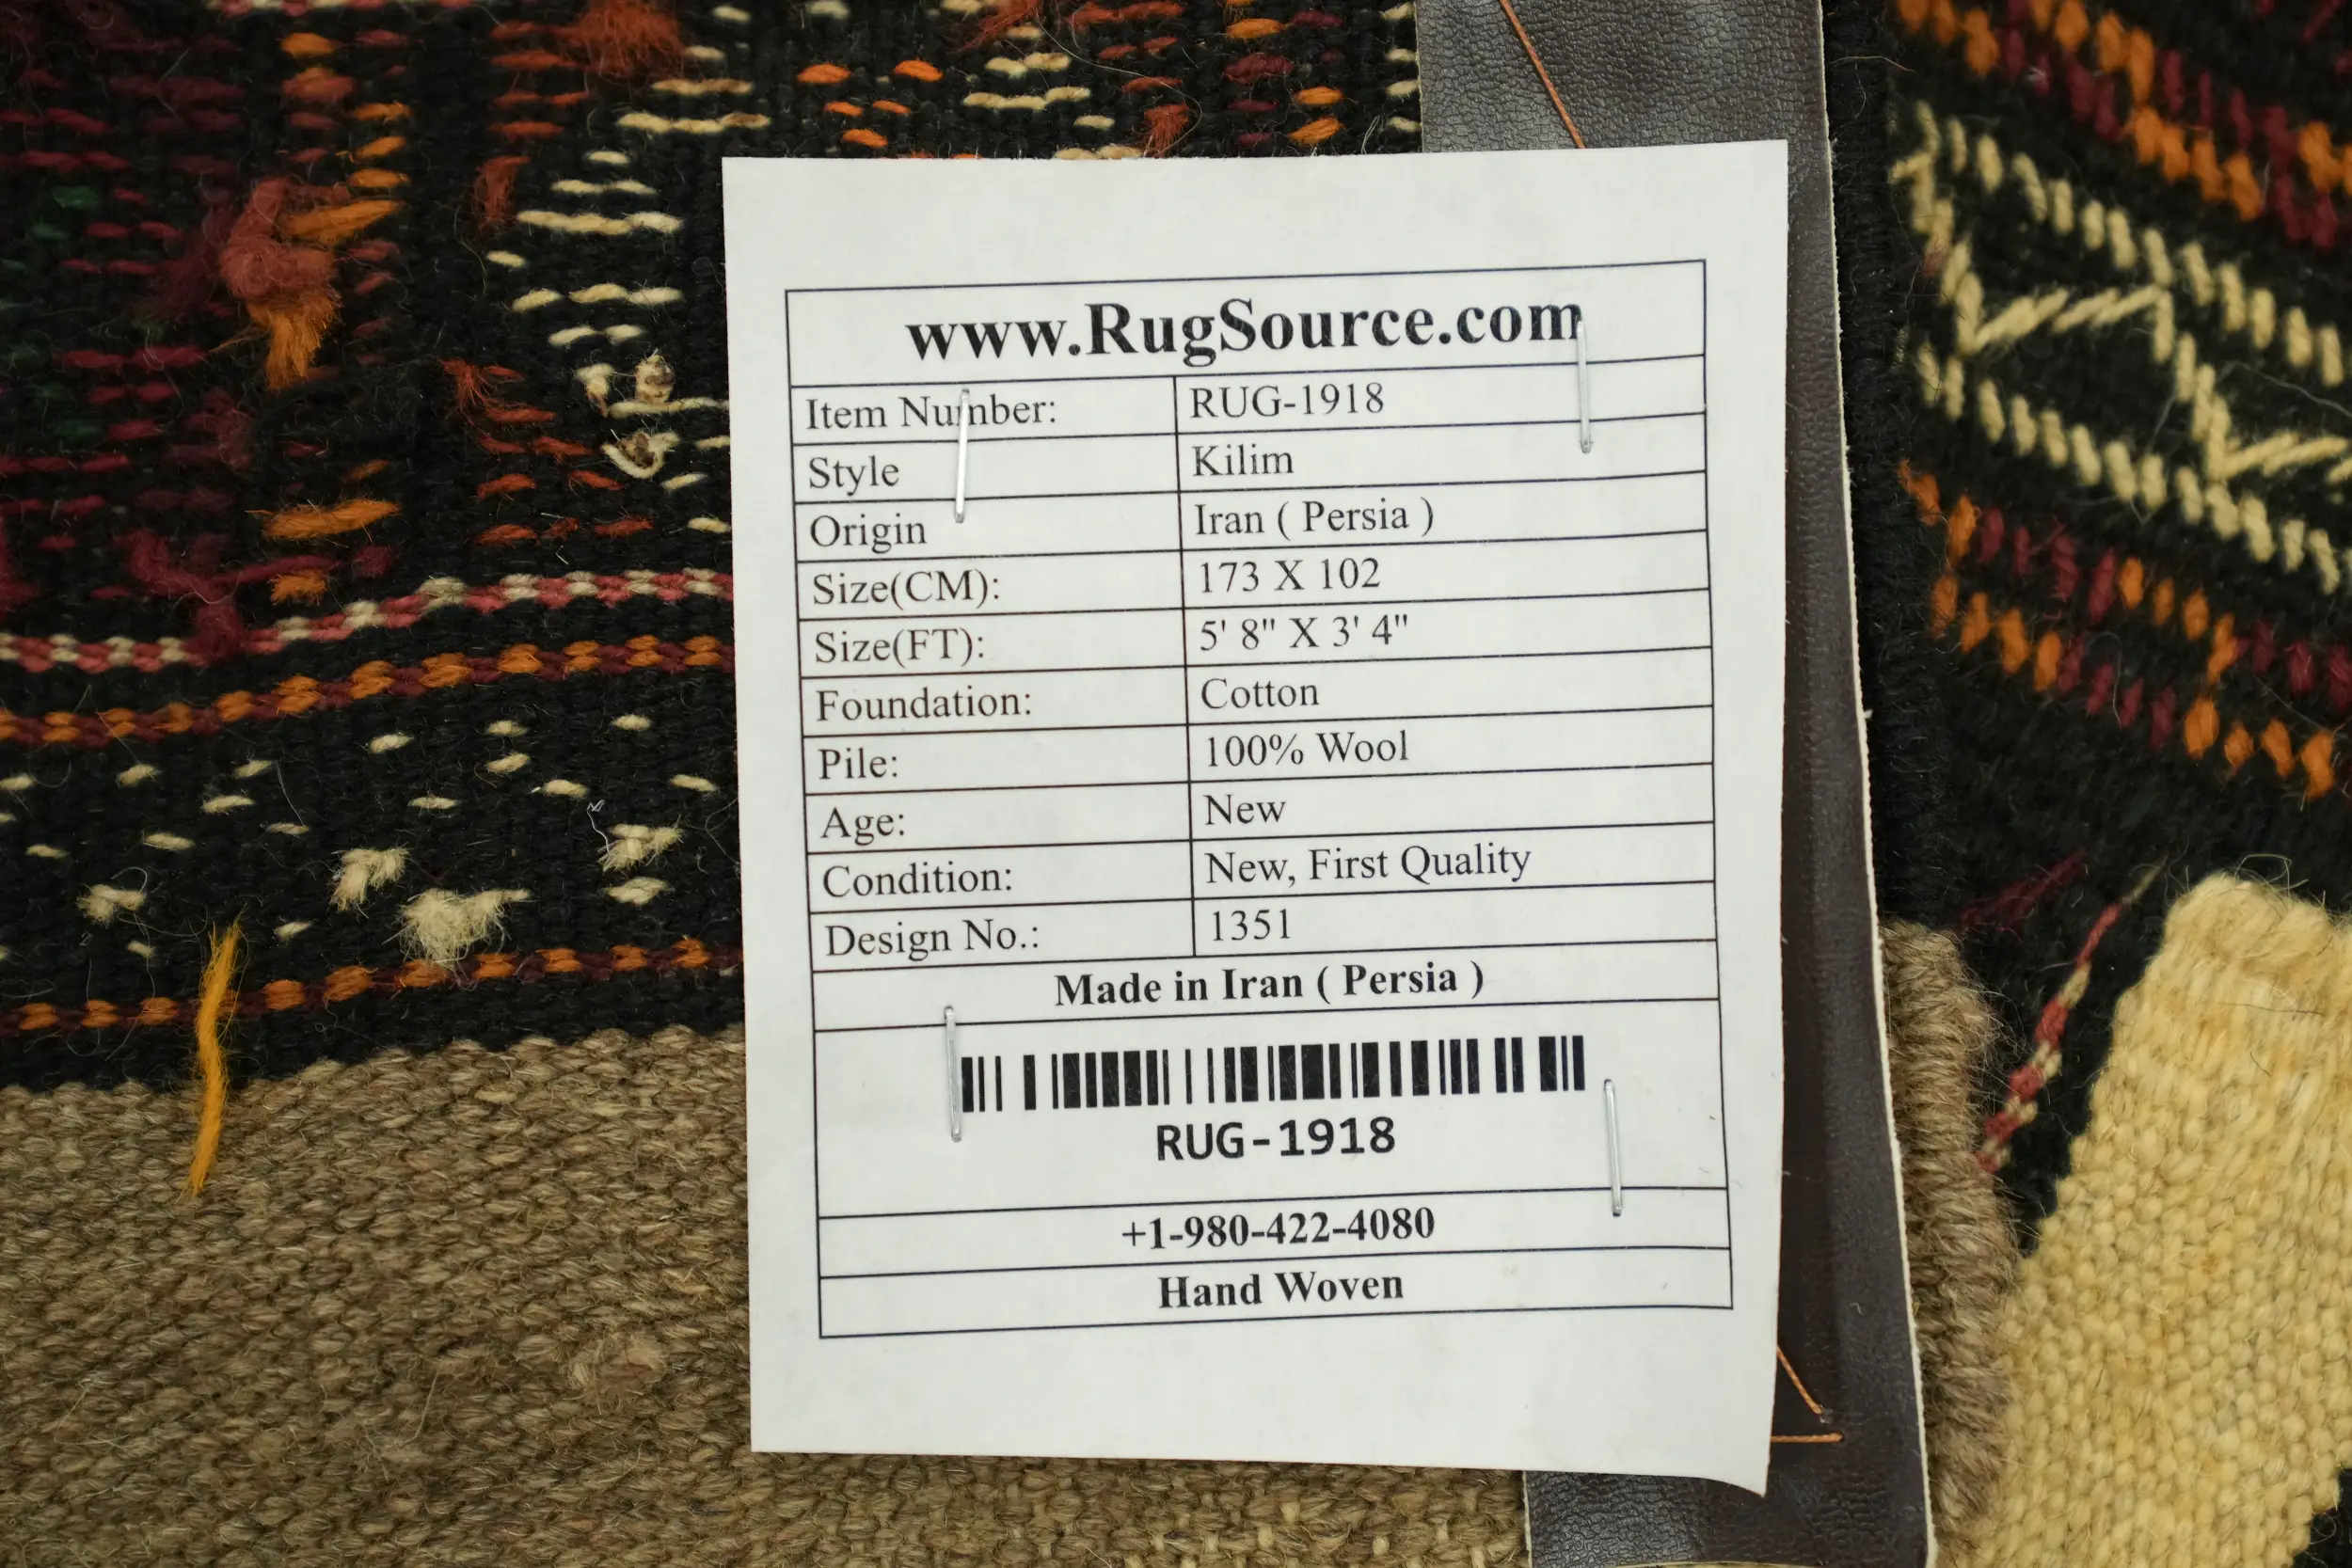 www.RugSource.com
Item Number: RUG-1918
Style Kilim
Origin Iran ( Persia )
Size(CM): 173 X 102
Size(FT): 5' 8" X 3' 4"
Foundation: Cotton
Pile: 100% Wool
Age: New
Condition: New, First Quality
Design No.: 1351
Made in Iran ( Persia )
RUG-1918
+1-980-422-4080
Hand Woven